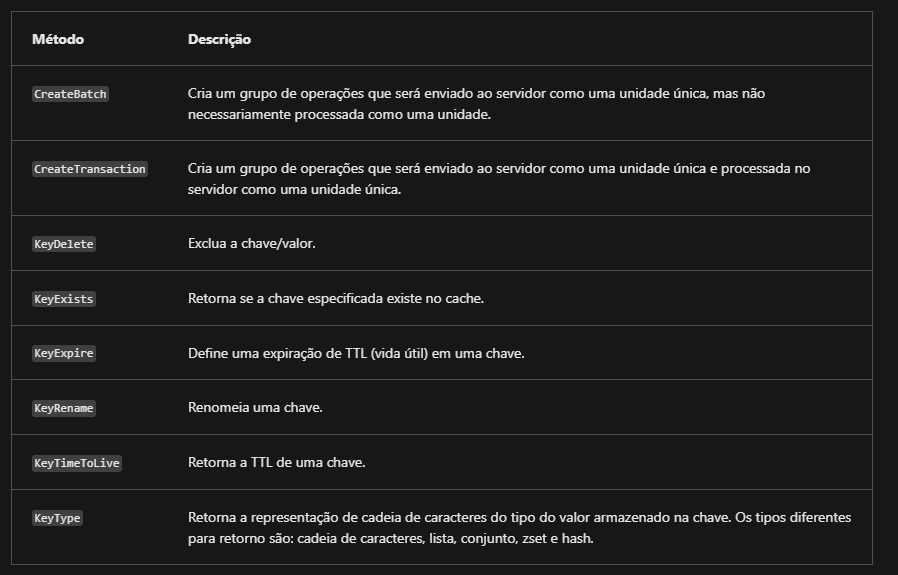 Método Descrição
CreateBatch Cria um grupo de operações que será enviado ao servidor como uma unidade única, mas não
necessariamente processada como uma unidade.
CreateTransaction Cria um grupo de operações que será enviado ao servidor como uma unidade única e processada no
servidor como uma unidade única.
KeyDelete Exclua a chave/valor.
KeyExists Retorna se a chave especificada existe no cache.
KeyExpire Define uma expiração de TTL (vida útil) em uma chave.
KeyRename Renomeia uma chave.
KeyTimeToLive Retorna a TTL de uma chave.
KeyType Retorna a representação de cadeia de caracteres do tipo do valor armazenado na chave. Os tipos diferentes
para retorno são: cadeia de caracteres, lista, conjunto, zset e hash.